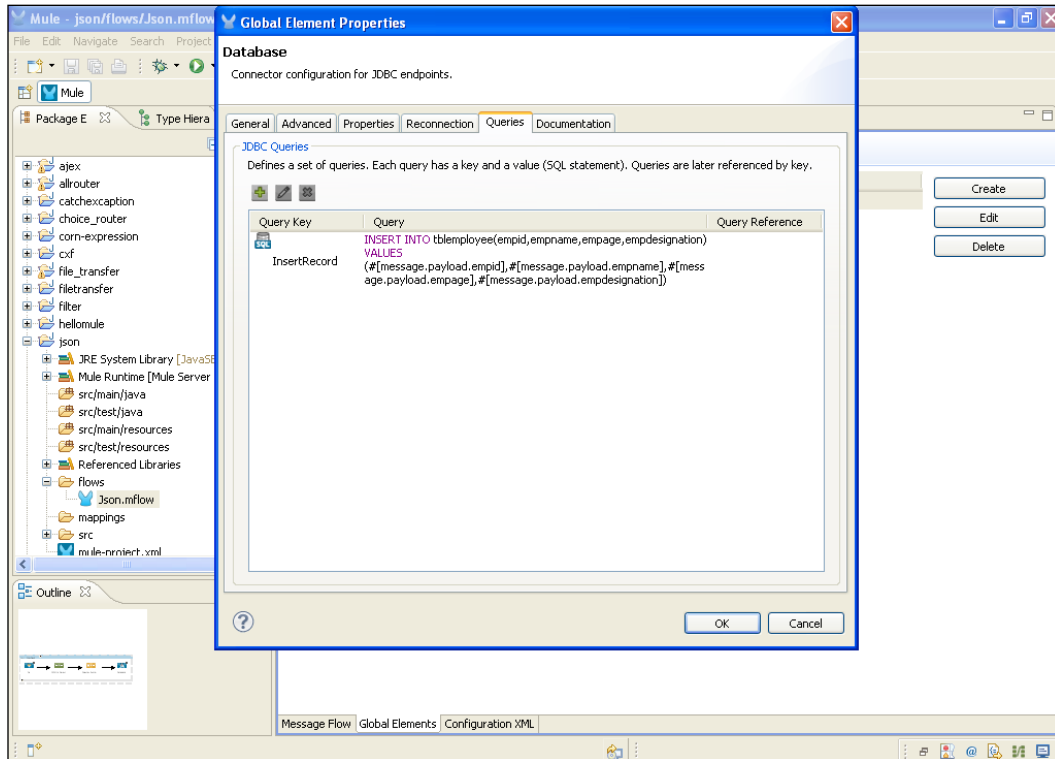 Mule - json/flows/Json.mflow
File Edit Navigate Search Project
Mule
Package E
Type Hiera
ajex
allrouter
catchexcaption
choice_router
corn-expression
cxf
file_transfer
filetransfer
filter
hellomule
json
JRE System Library [JavaSE
Mule Runtime [Mule Server
src/main/java
src/test/java
src/main/resources
src/test/resources
Referenced Libraries
flows
Json.mflow
mappings
src
mule-project.xml
Outline
Global Element Properties
Database
Connector configuration for JDBC endpoints.
General Advanced Properties Reconnection Queries Documentation
JDBC Queries
Defines a set of queries. Each query has a key and a value (SQL statement). Queries are later referenced by key.
Query Key Query Query Reference
SQL
InsertRecord
INSERT INTO tblemployee(empid,empname,empage,empdesignation)
VALUES
(#[message.payload.empid],#[message.payload.empname],#[mess
age.payload.empage],#[message.payload.empdesignation])
OK Cancel
Create
Edit
Delete
Message Flow Global Elements Configuration XML